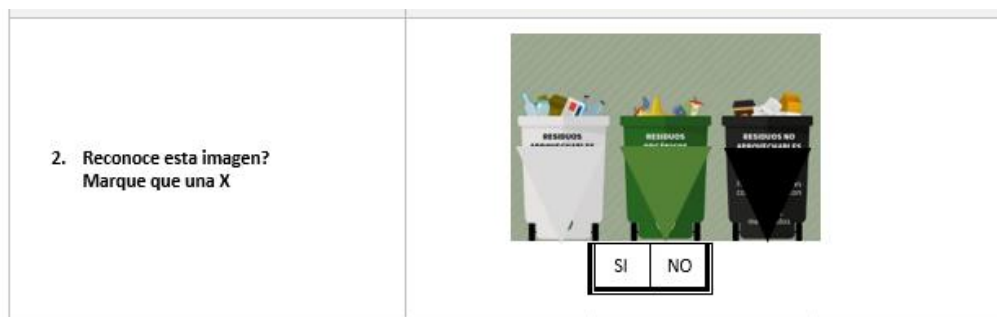 2. Reconoce esta imagen?
Marque que una X
RESIDUOS
RESIDUOS
RESIDUOS NO
SI NO